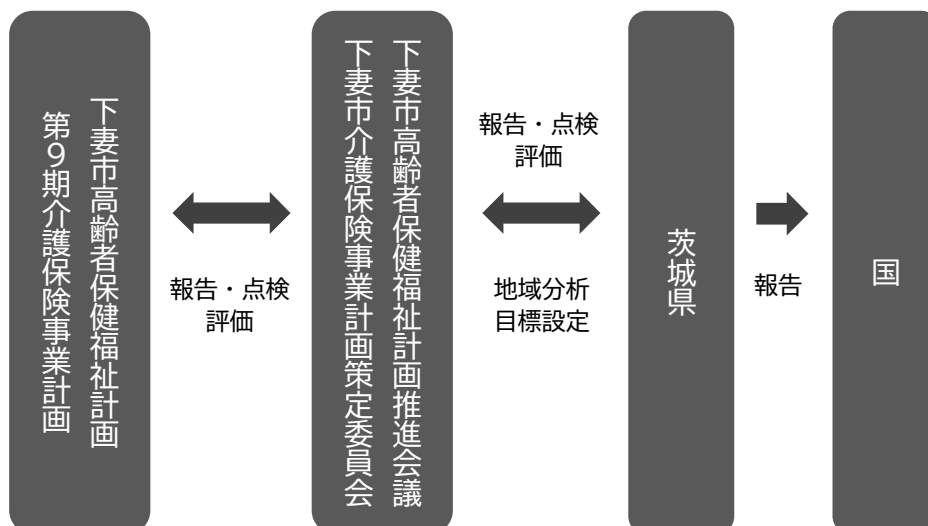 下妻市高齢者保健福祉計画
第９期介護保険事業計画
報告・点検
評価
下妻市高齢者保健福祉計画推進会議
下妻市介護保険事業計画策定委員会
報告・点検
評価
地域分析
目標設定
茨城県
報告
国